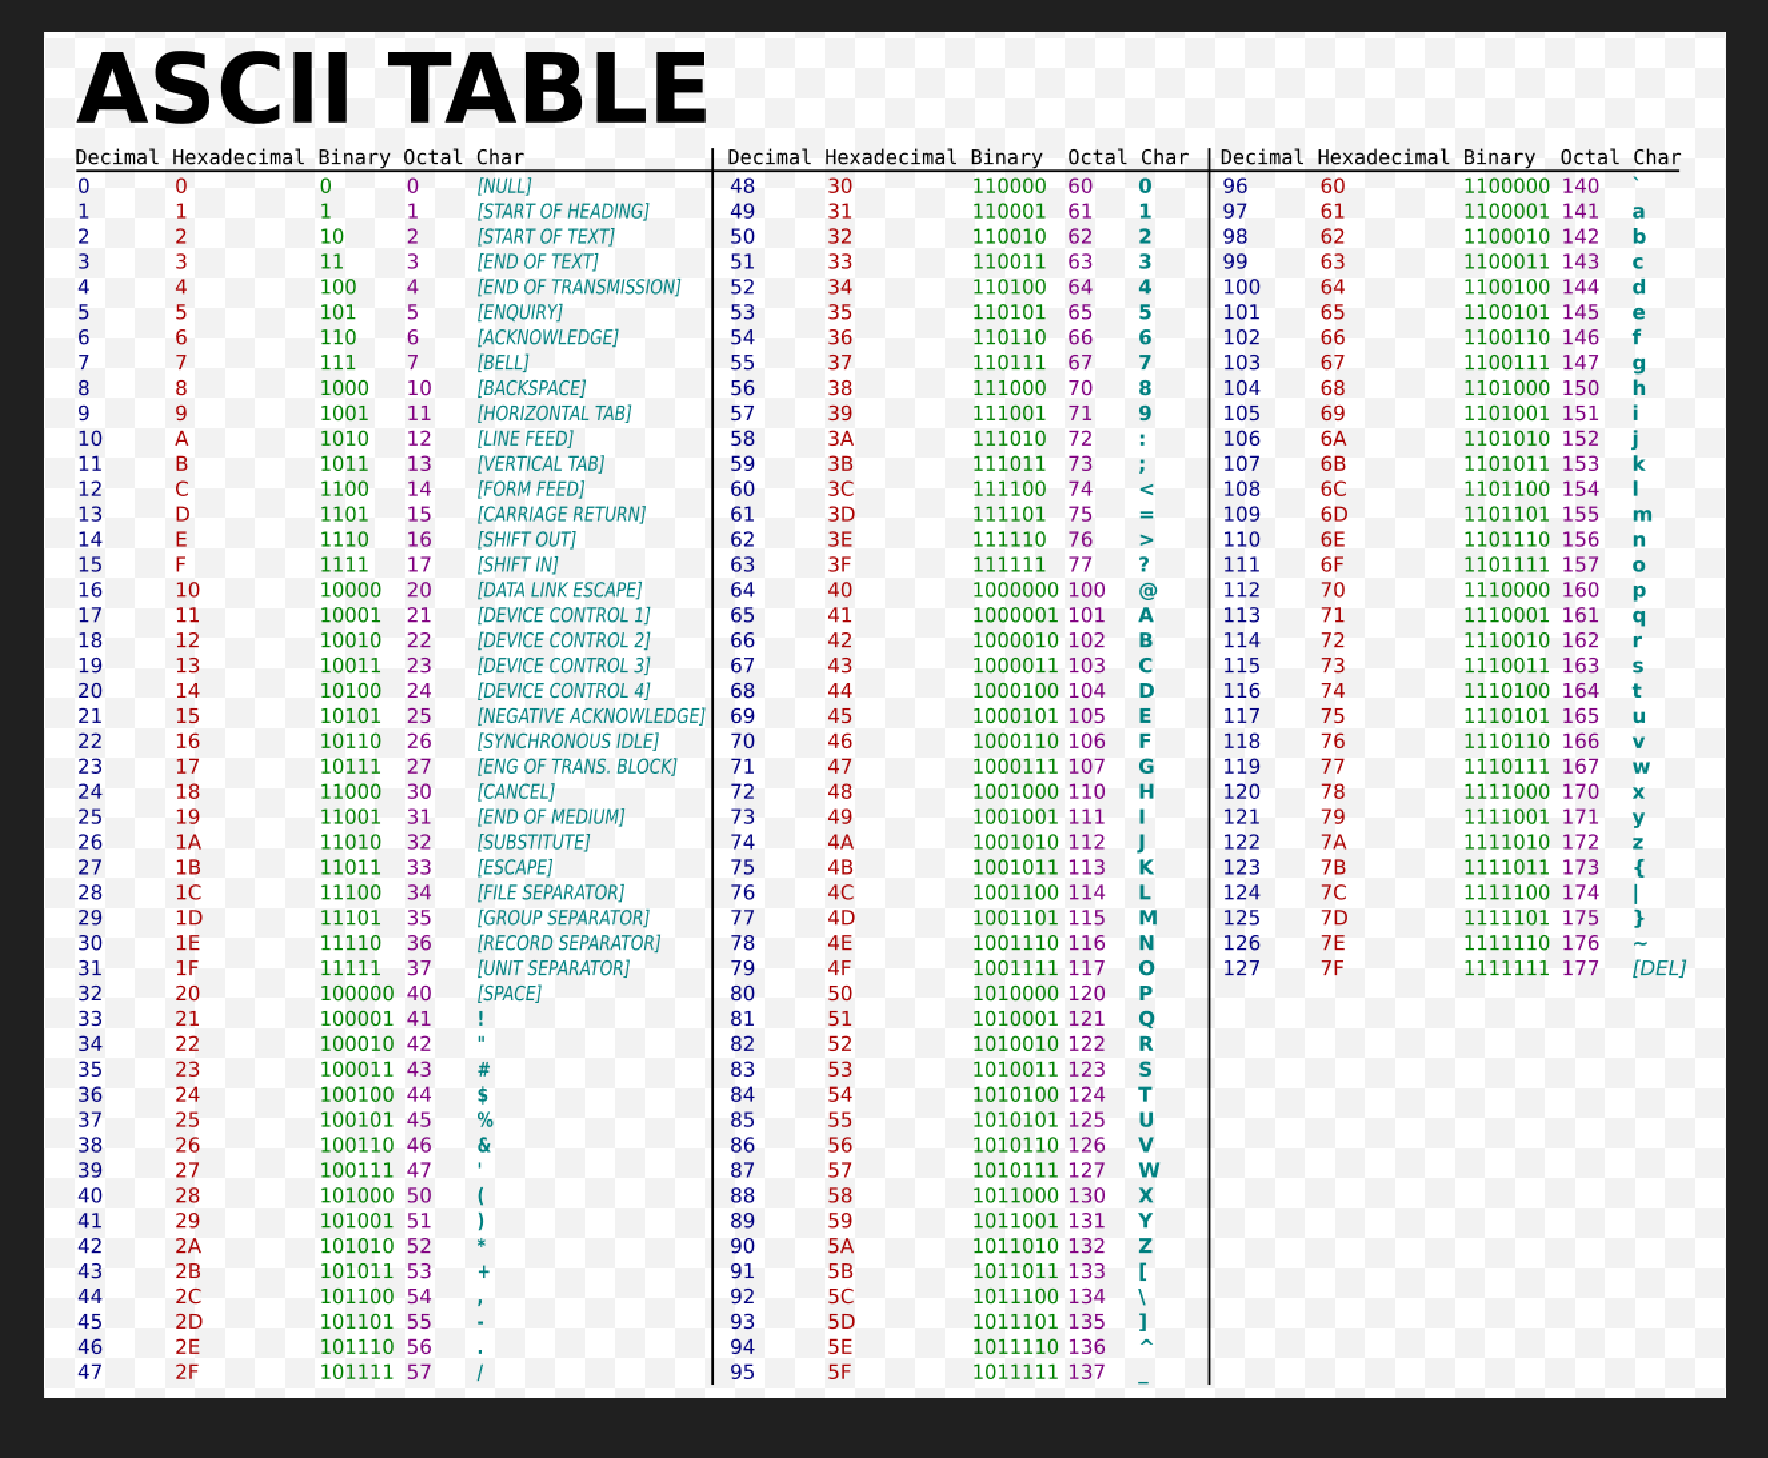 ASCII TABLE
Decimal Hexadecimal Binary Octal Char Decimal Hexadecimal Binary Octal Char Decimal Hexadecimal Binary Octal Char
0 0 0 0 [NULL] 48 30 110000 60 0 96 60 1100000 140 `
1 1 1 1 [START OF HEADING] 49 31 110001 61 1 97 61 1100001 141 a
2 2 10 2 [START OF TEXT] 50 32 110010 62 2 98 62 1100010 142 b
3 3 11 3 [END OF TEXT] 51 33 110011 63 3 99 63 1100011 143 c
4 4 100 4 [END OF TRANSMISSION] 52 34 110100 64 4 100 64 1100100 144 d
5 5 101 5 [ENQUIRY] 53 35 110101 65 5 101 65 1100101 145 e
6 6 110 6 [ACKNOWLEDGE] 54 36 110110 66 6 102 66 1100110 146 f
7 7 111 7 [BELL] 55 37 110111 67 7 103 67 1100111 147 g
8 8 1000 10 [BACKSPACE] 56 38 111000 70 8 104 68 1101000 150 h
9 9 1001 11 [HORIZONTAL TAB] 57 39 111001 71 9 105 69 1101001 151 i
10 A 1010 12 [LINE FEED] 58 3A 111010 72 : 106 6A 1101010 152 j
11 B 1011 13 [VERTICAL TAB] 59 3B 111011 73 ; 107 6B 1101011 153 k
12 C 1100 14 [FORM FEED] 60 3C 111100 74 < 108 6C 1101100 154 l
13 D 1101 15 [CARRIAGE RETURN] 61 3D 111101 75 = 109 6D 1101101 155 m
14 E 1110 16 [SHIFT OUT] 62 3E 111110 76 > 110 6E 1101110 156 n
15 F 1111 17 [SHIFT IN] 63 3F 111111 77 ? 111 6F 1101111 157 o
16 10 10000 20 [DATA LINK ESCAPE] 64 40 1000000 100 @ 112 70 1110000 160 p
17 11 10001 21 [DEVICE CONTROL 1] 65 41 1000001 101 A 113 71 1110001 161 q
18 12 10010 22 [DEVICE CONTROL 2] 66 42 1000010 102 B 114 72 1110010 162 r
19 13 10011 23 [DEVICE CONTROL 3] 67 43 1000011 103 C 115 73 1110011 163 s
20 14 10100 24 [DEVICE CONTROL 4] 68 44 1000100 104 D 116 74 1110100 164 t
21 15 10101 25 [NEGATIVE ACKNOWLEDGE] 69 45 1000101 105 E 117 75 1110101 165 u
22 16 10110 26 [SYNCHRONOUS IDLE] 70 46 1000110 106 F 118 76 1110110 166 v
23 17 10111 27 [ENG OF TRANS. BLOCK] 71 47 1000111 107 G 119 77 1110111 167 w
24 18 11000 30 [CANCEL] 72 48 1001000 110 H 120 78 1111000 170 x
25 19 11001 31 [END OF MEDIUM] 73 49 1001001 111 I 121 79 1111001 171 y
26 1A 11010 32 [SUBSTITUTE] 74 4A 1001010 112 J 122 7A 1111010 172 z
27 1B 11011 33 [ESCAPE] 75 4B 1001011 113 K 123 7B 1111011 173 {
28 1C 11100 34 [FILE SEPARATOR] 76 4C 1001100 114 L 124 7C 1111100 174 |
29 1D 11101 35 [GROUP SEPARATOR] 77 4D 1001101 115 M 125 7D 1111101 175 }
30 1E 11110 36 [RECORD SEPARATOR] 78 4E 1001110 116 N 126 7E 1111110 176 ~
31 1F 11111 37 [UNIT SEPARATOR] 79 4F 1001111 117 O 127 7F 1111111 177 [DEL]
32 20 100000 40 [SPACE] 80 50 1010000 120 P
33 21 100001 41 ! 81 51 1010001 121 Q
34 22 100010 42 " 82 52 1010010 122 R
35 23 100011 43 # 83 53 1010011 123 S
36 24 100100 44 $ 84 54 1010100 124 T
37 25 100101 45 % 85 55 1010101 125 U
38 26 100110 46 & 86 56 1010110 126 V
39 27 100111 47 ' 87 57 1010111 127 W
40 28 101000 50 ( 88 58 1011000 130 X
41 29 101001 51 ) 89 59 1011001 131 Y
42 2A 101010 52 * 90 5A 1011010 132 Z
43 2B 101011 53 + 91 5B 1011011 133 [
44 2C 101100 54 , 92 5C 1011100 134 \
45 2D 101101 55 - 93 5D 1011101 135 ]
46 2E 101110 56 . 94 5E 1011110 136 ^
47 2F 101111 57 / 95 5F 1011111 137 _